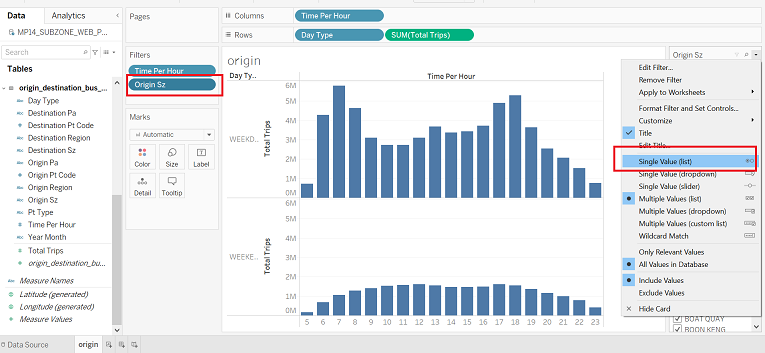 Data
Analytics
MP14_SUBZONE_WEB_P...
Search
Tables
origin_destination_bus_...
Day Type
Destination Pa
Destination Pt Code
Destination Region
Destination Sz
Origin Pa
Origin Pt Code
Origin Region
Origin Sz
Pt Type
Time Per Hour
Year Month
Total Trips
origin_destination_bu...
Measure Names
Latitude (generated)
Longitude (generated)
Measure Values
Data Source
origin
Pages
Filters
Time Per Hour
Origin Sz
Marks
Automatic
Color
Size
Label
Detail
Tooltip
Columns
Time Per Hour
Rows
Day Type
SUM(Total Trips)
origin
Day Ty..
Time Per Hour
WEEKD..
Total Trips
6M
5M
4M
3M
2M
1M
0M
WEEKE..
Total Trips
6M
5M
4M
3M
2M
1M
0M
5 6 7 8 9 10 11 12 13 14 15 16 17 18 19 20 21 22 23
Origin Sz
Edit Filter...
Remove Filter
Apply to Worksheets
Format Filter and Set Controls...
Customize
Title
Edit Title...
Single Value (list)
Single Value (dropdown)
Single Value (slider)
Multiple Values (list)
Multiple Values (dropdown)
Multiple Values (custom list)
Wildcard Match
Only Relevant Values
All Values in Database
Include Values
Exclude Values
Hide Card
BOAT QUAY
BOON KENG